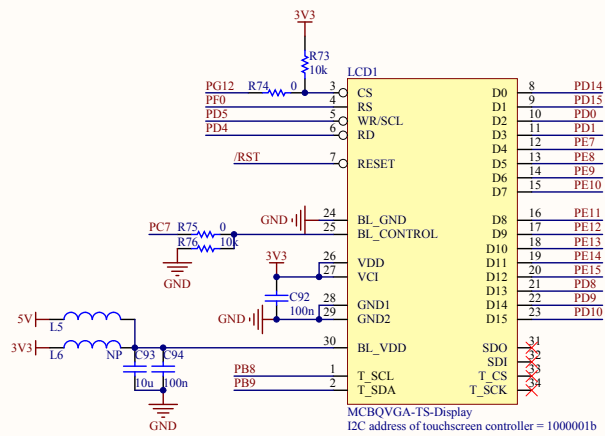 3V3
R73
10k
LCD1
PG12 R74 0 3 CS D0 8 PD14
PF0 4 RS D1 9 PD15
PD5 5 WR/SCL D2 10 PD0
PD4 6 RD D3 11 PD1
D4 12 PE7
/RST 7 RESET D5 13 PE8
D6 14 PE9
D7 15 PE10
GND 24 BL_GND D8 16 PE11
PC7 R75 0 25 BL_CONTROL D9 17 PE12
R76 10k D10 18 PE13
3V3 26 VDD D11 19 PE14
GND 27 VCI D12 20 PE15
C92 D13 21 PD8
100n 28 GND1 D14 22 PD9
GND 29 GND2 D15 23 PD10
5V L5
3V3 L6 NP C93 C94 30 BL_VDD SDO 31
SDI 32
10u 100n PB8 1 T_SCL T_CS 33
PB9 2 T_SDA T_SCK 34
GND
MCBQVGA-TS-Display
I2C address of touchscreen controller = 1000001b